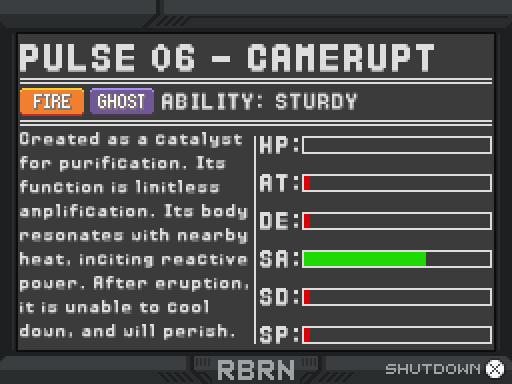 PULSE 06 - CAMERUPT
FIRE GHOST ABILITY: STURDY
Created as a catalyst
for purification. Its
function is limitless
amplification. Its body
resonates with nearby
heat, inciting reactive
power. After eruption,
it is unable to cool
down, and will perish.
HP:
AT:
DE:
SA:
SD:
SP:
RBRN
SHUTDOWN